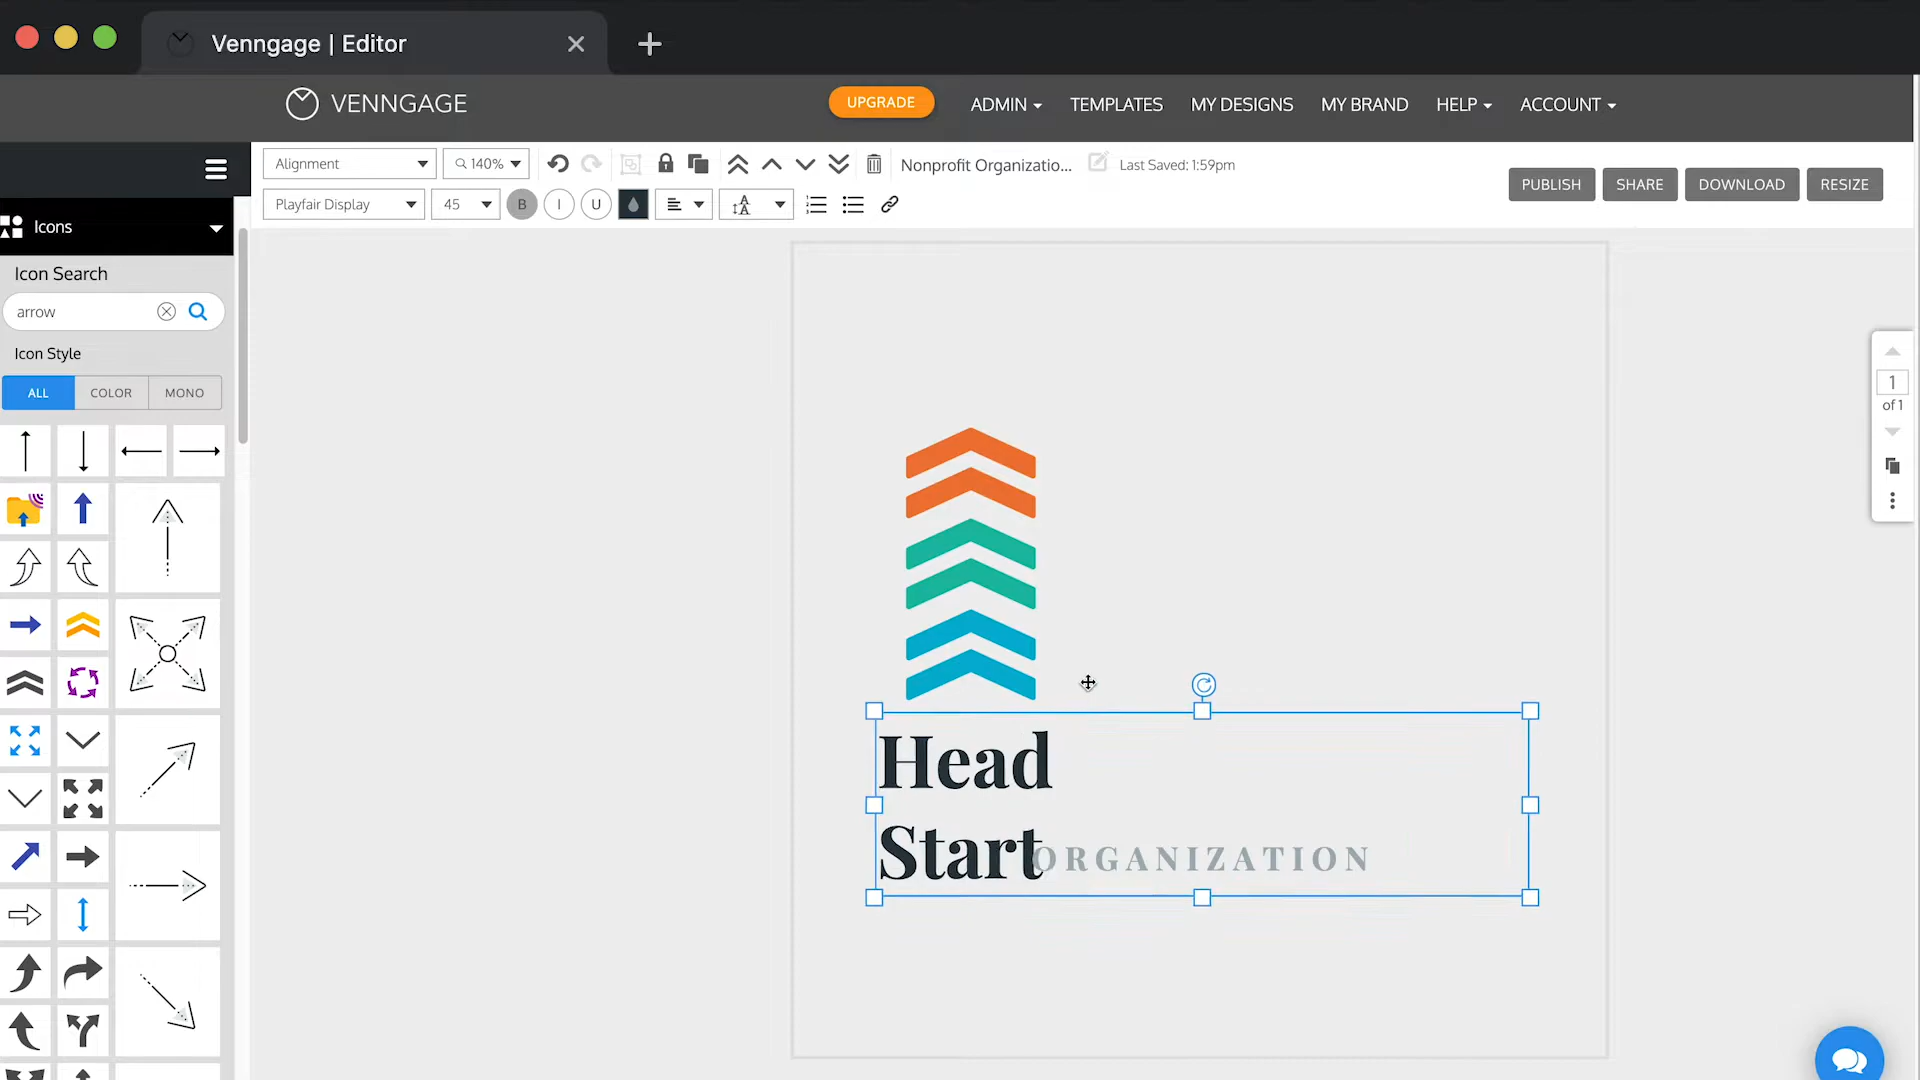 Venngage | Editor
VENNGAGE
UPGRADE
ADMIN
TEMPLATES
MY DESIGNS
MY BRAND
HELP
ACCOUNT
Alignment
140%
Nonprofit Organizatio...
Last Saved: 1:59pm
PUBLISH
SHARE
DOWNLOAD
RESIZE
Playfair Display
45
B
I
U
A
Icons
Icon Search
arrow
Icon Style
ALL
COLOR
MONO
1
of 1
Head
Start
ORGANIZATION